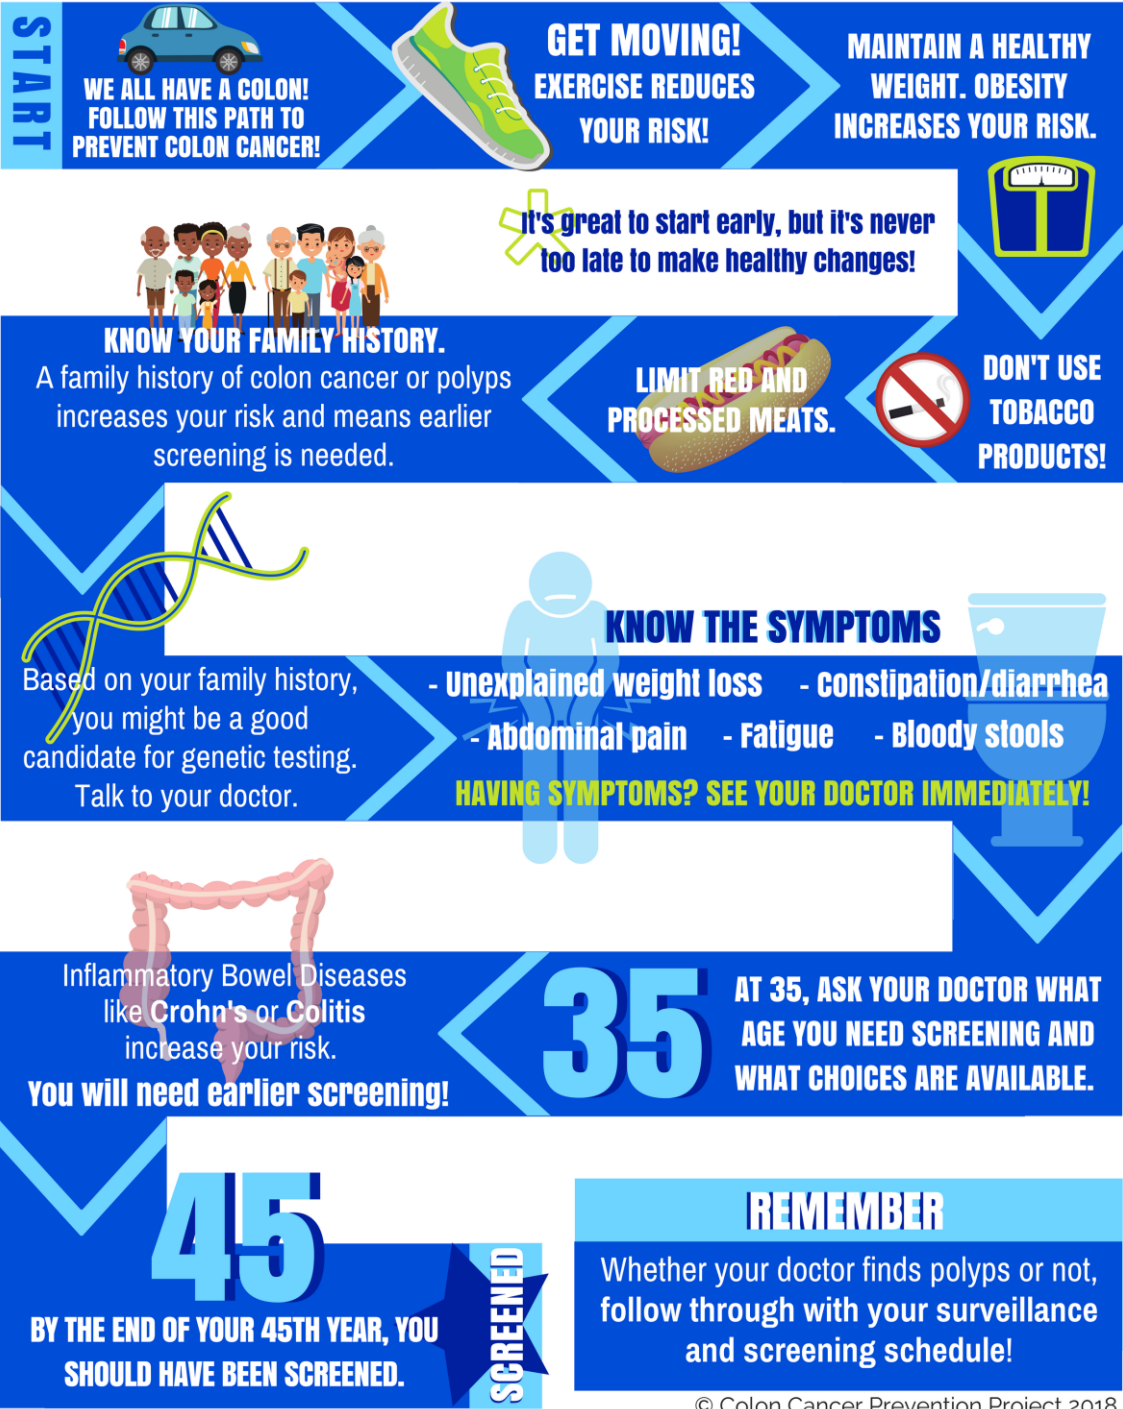 START
WE ALL HAVE A COLON!
FOLLOW THIS PATH TO
PREVENT COLON CANCER!
GET MOVING!
EXERCISE REDUCES
YOUR RISK!
MAINTAIN A HEALTHY
WEIGHT. OBESITY
INCREASES YOUR RISK.
It's great to start early, but it's never
too late to make healthy changes!
DON'T USE
TOBACCO
PRODUCTS!
LIMIT RED AND
PROCESSED MEATS.
KNOW YOUR FAMILY HISTORY.
A family history of colon cancer or polyps
increases your risk and means earlier
screening is needed.
Based on your family history,
you might be a good
candidate for genetic testing.
Talk to your doctor.
KNOW THE SYMPTOMS
- Unexplained weight loss - Constipation/diarrhea
- Abdominal pain - Fatigue - Bloody stools
HAVING SYMPTOMS? SEE YOUR DOCTOR IMMEDIATELY!
35
AT 35, ASK YOUR DOCTOR WHAT
AGE YOU NEED SCREENING AND
WHAT CHOICES ARE AVAILABLE.
Inflammatory Bowel Diseases
like Crohn's or Colitis
increase your risk.
You will need earlier screening!
45
BY THE END OF YOUR 45TH YEAR, YOU
SHOULD HAVE BEEN SCREENED.
SCREENED
REMEMBER
Whether your doctor finds polyps or not,
follow through with your surveillance
and screening schedule!
© Colon Cancer Prevention Project 2018